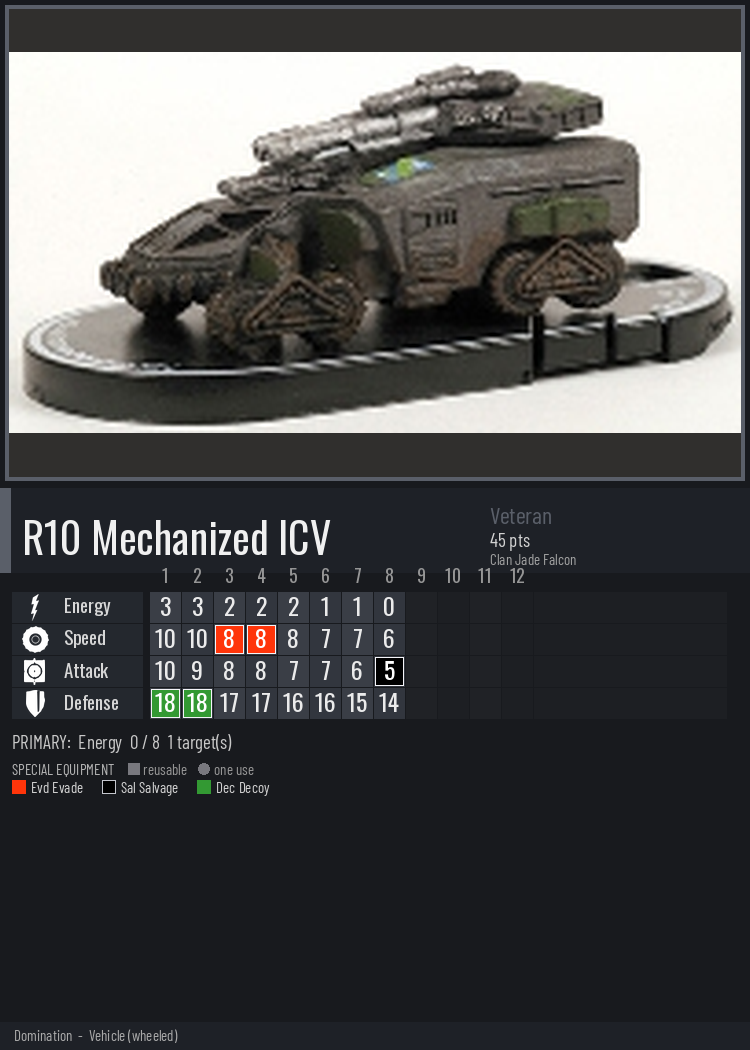 R10 Mechanized ICV
Veteran
45 pts
Clan Jade Falcon
1 2 3 4 5 6 7 8 9 10 11 12
Energy 3 3 2 2 2 1 1 0
Speed 10 10 8 8 8 7 7 6
Attack 10 9 8 8 7 7 6 5
Defense 18 18 17 17 16 16 15 14
PRIMARY: Energy 0 / 8 1 target(s)
SPECIAL EQUIPMENT reusable one use
Evd Evade Sal Salvage Dec Decoy
Domination - Vehicle (wheeled)